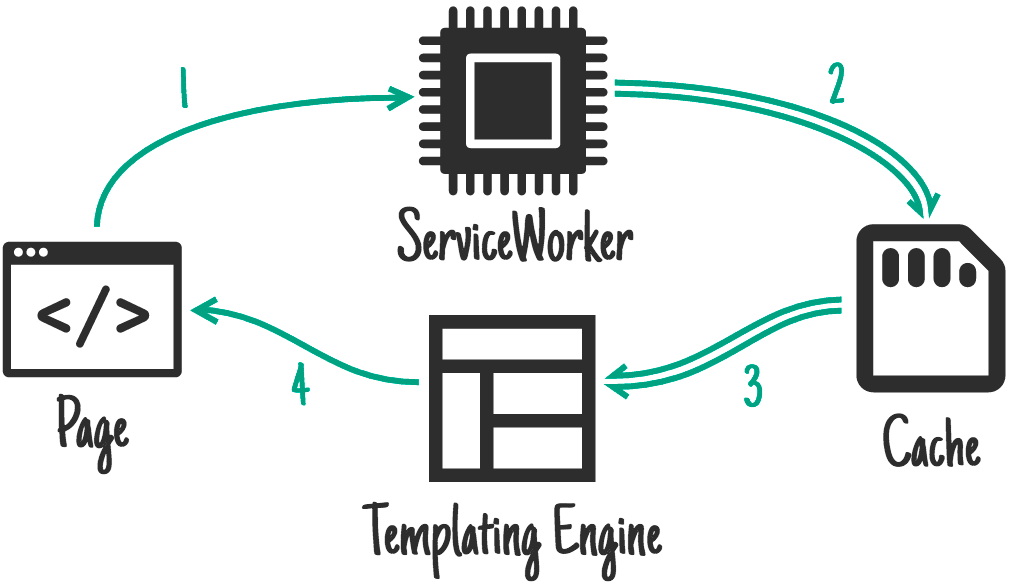 1
2
ServiceWorker
</>
4
3
Page
Cache
Templating Engine